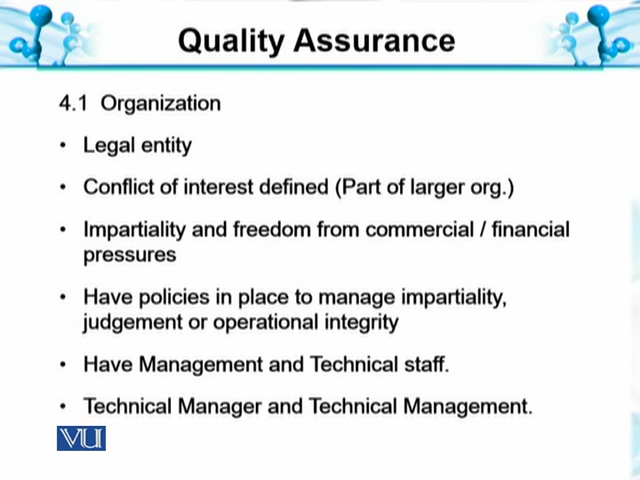 Quality Assurance
4.1 Organization
• Legal entity
• Conflict of interest defined (Part of larger org.)
• Impartiality and freedom from commercial / financial
pressures
• Have policies in place to manage impartiality,
judgement or operational integrity
• Have Management and Technical staff.
• Technical Manager and Technical Management.
VU